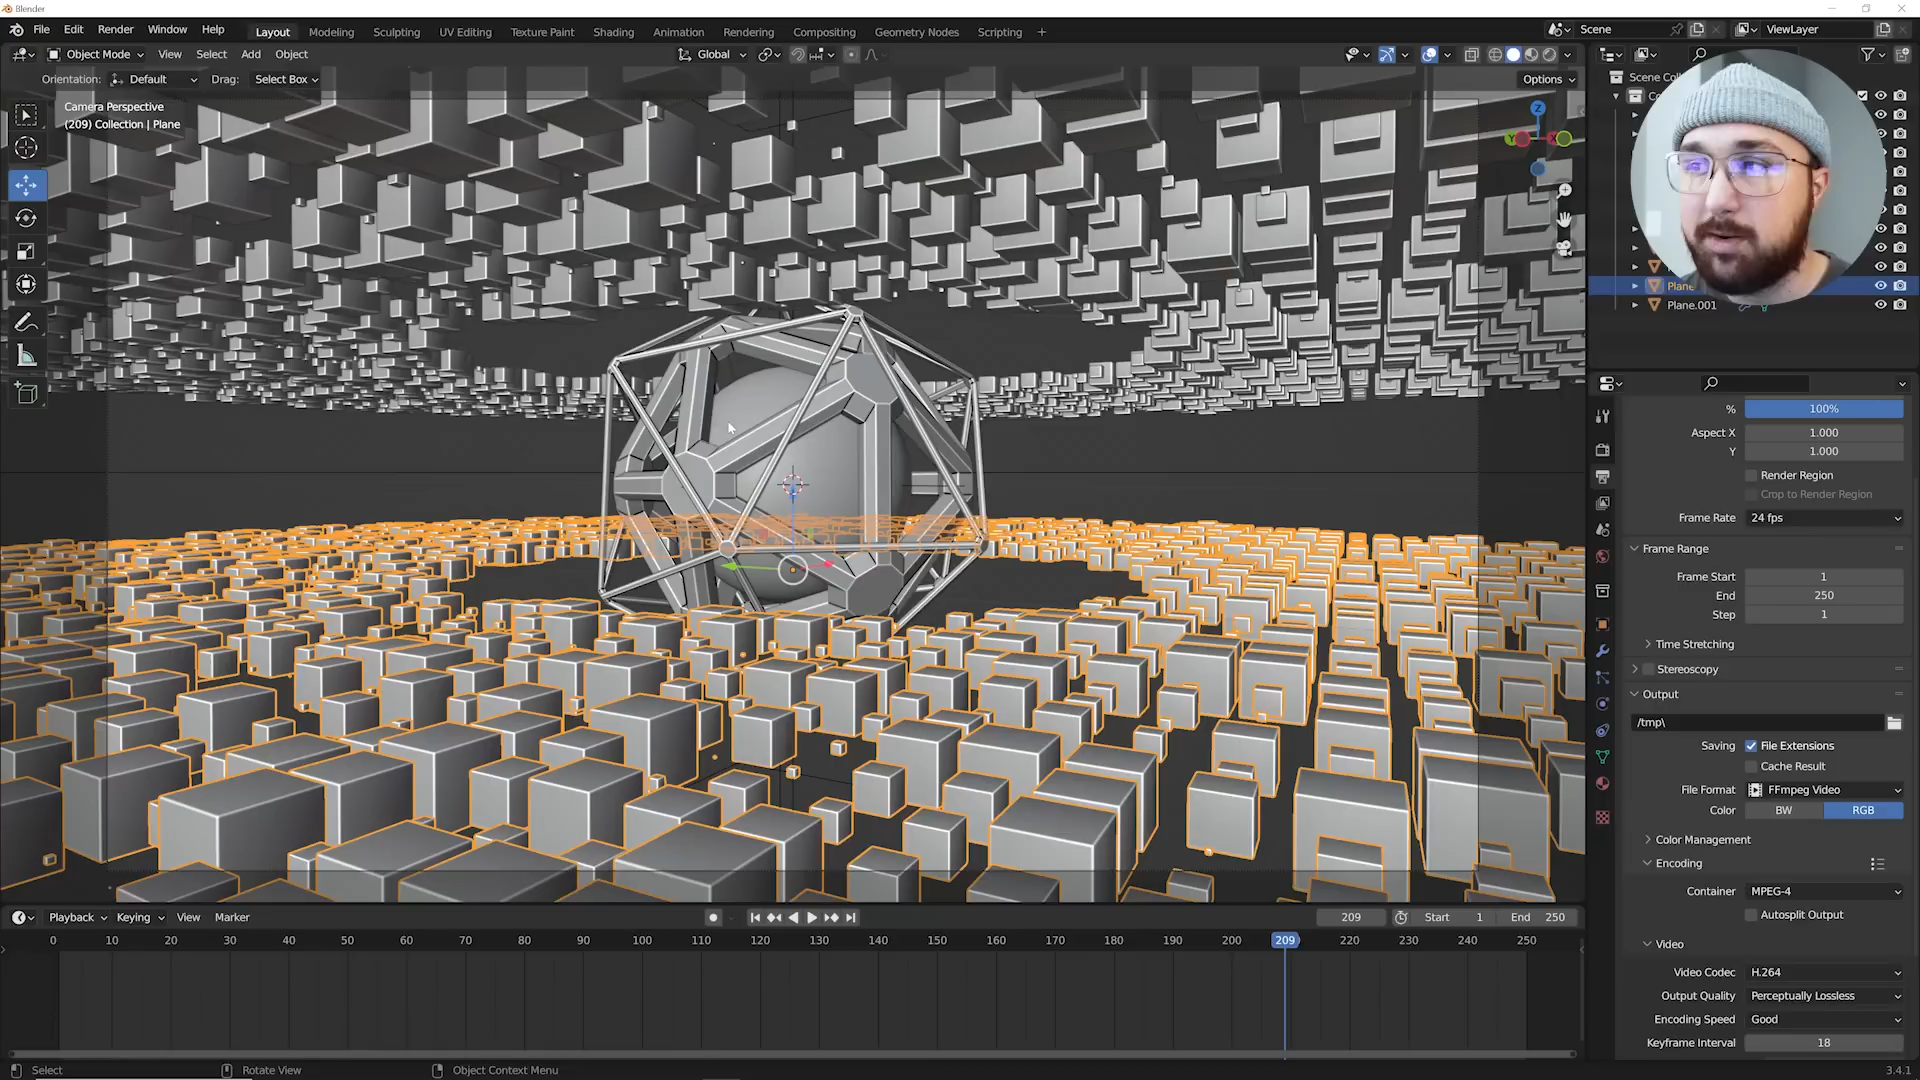 Blender
File Edit Render Window Help Layout Modeling Sculpting UV Editing Texture Paint Shading Animation Rendering Compositing Geometry Nodes Scripting + Scene ViewLayer
Object Mode View Select Add Object Global
Orientation: Default Drag: Select Box Options
Camera Perspective
(209) Collection | Plane
Z
Y
X
Scene
Plane
Plane.001
% 100%
Aspect X 1.000
Y 1.000
Render Region
Crop to Render Region
Frame Rate 24 fps
Frame Range
Frame Start 1
End 250
Step 1
Time Stretching
Stereoscopy
Output
/tmp\
Saving File Extensions
Cache Result
File Format FFmpeg Video
Color BW RGB
Color Management
Encoding
Container MPEG-4
Autosplit Output
Video
Video Codec H.264
Output Quality Perceptually Lossless
Encoding Speed Good
Keyframe Interval 18
Playback Keying View Marker 209 Start 1 End 250
0 10 20 30 40 50 60 70 80 90 100 110 120 130 140 150 160 170 180 190 200 209 220 230 240 250
Select Rotate View Object Context Menu 3.4.1